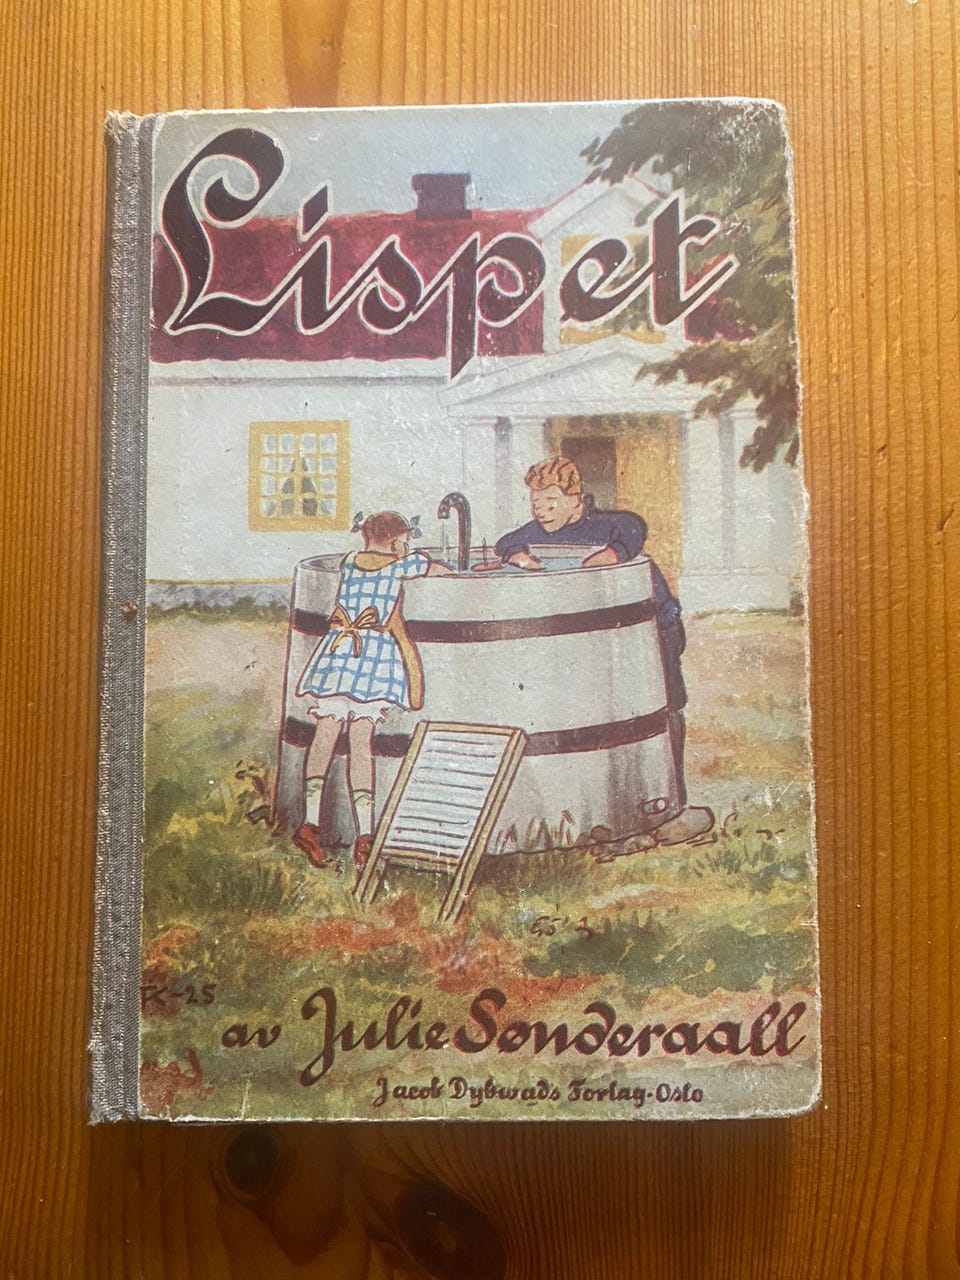 Lispet
-25
av Julie Sønderaall
Jacob Dybwads Forlag-Oslo